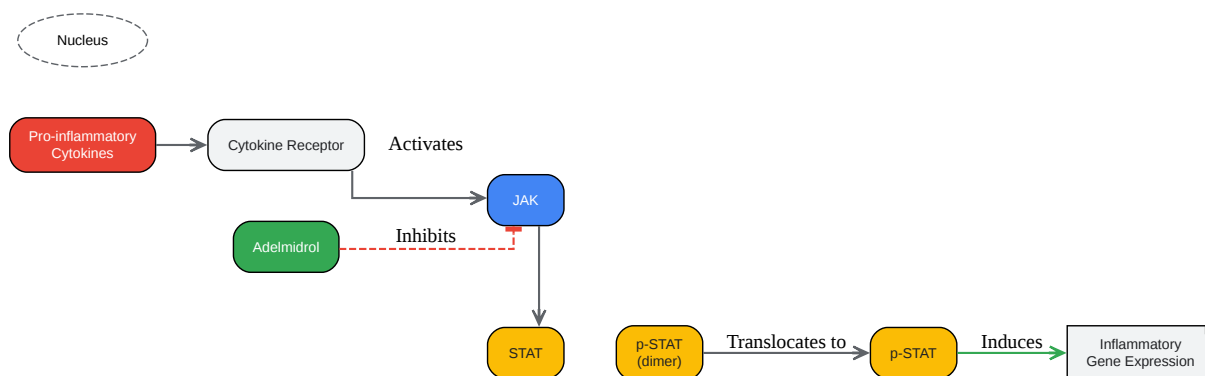 Nucleus
Pro-inflammatory
Cytokines
Cytokine Receptor
Activates
JAK
Adelmidrol
Inhibits
STAT
p-STAT
(dimer)
Translocates to
p-STAT
Induces
Inflammatory
Gene Expression